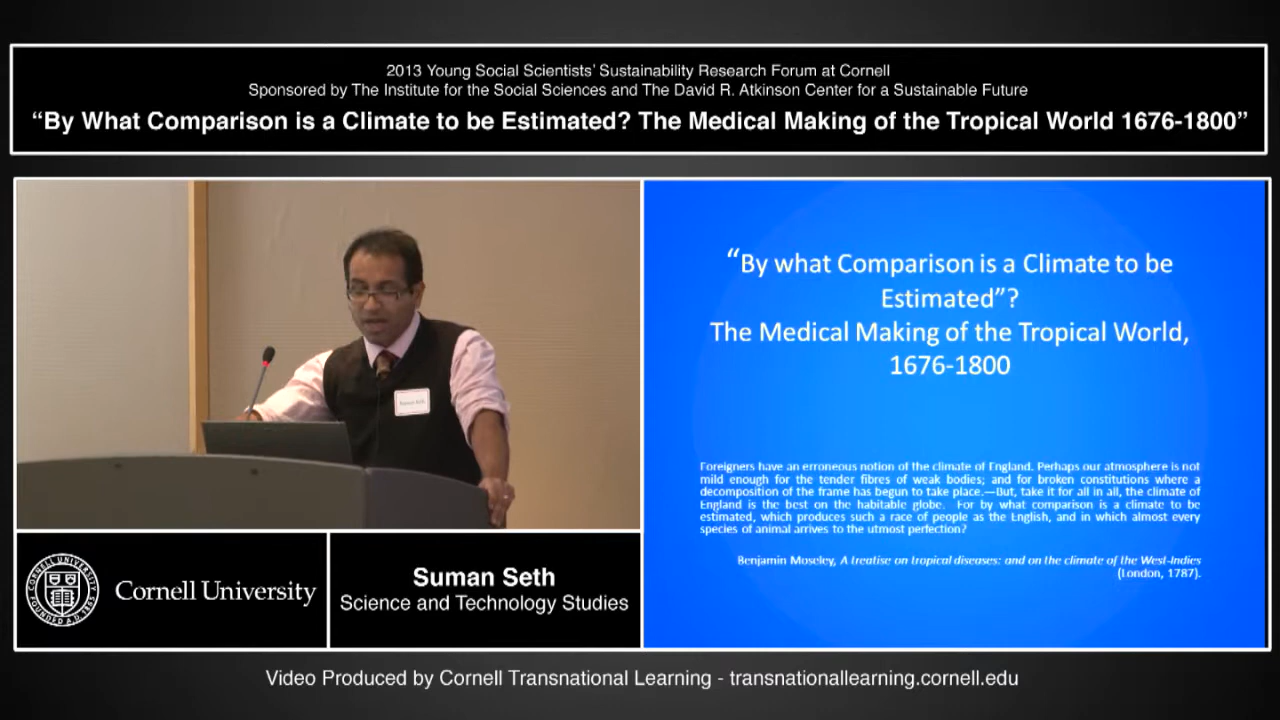 2013 Young Social Scientists' Sustainability Research Forum at Cornell
Sponsored by The Institute for the Social Sciences and The David R. Atkinson Center for a Sustainable Future
“By What Comparison is a Climate to be Estimated? The Medical Making of the Tropical World 1676-1800”
“By what Comparison is a Climate to be
Estimated”?
The Medical Making of the Tropical World,
1676-1800
Foreigners have an erroneous notion of the climate of England. Perhaps our atmosphere is not
mild enough for the tender fibres of weak bodies; and for broken constitutions where a
decomposition of the frame has begun to take place.—But, take it for all in all, the climate of
England is the best on the habitable globe. For by what comparison is a climate to be
estimated, which produces such a race of people as the English, and in which almost every
species of animal arrives to the utmost perfection?
Benjamin Moseley, A treatise on tropical diseases: and on the climate of the West-Indies
(London, 1787).
Cornell University
Suman Seth
Science and Technology Studies
Video Produced by Cornell Transnational Learning - transnationallearning.cornell.edu